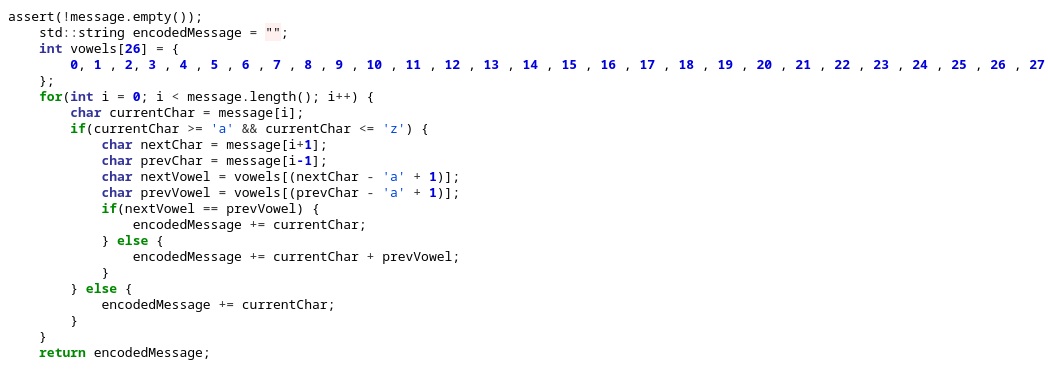 assert(!message.empty());
    std::string encodedMessage = "";
    int vowels[26] = {
        0, 1 , 2, 3 , 4 , 5 , 6 , 7 , 8 , 9 , 10 , 11 , 12 , 13 , 14 , 15 , 16 , 17 , 18 , 19 , 20 , 21 , 22 , 23 , 24 , 25 , 26 , 27
    };
    for(int i = 0; i < message.length(); i++) {
        char currentChar = message[i];
        if(currentChar >= 'a' && currentChar <= 'z') {
            char nextChar = message[i+1];
            char prevChar = message[i-1];
            char nextVowel = vowels[(nextChar - 'a' + 1)];
            char prevVowel = vowels[(prevChar - 'a' + 1)];
            if(nextVowel == prevVowel) {
                encodedMessage += currentChar;
            } else {
                encodedMessage += currentChar + prevVowel;
            }
        } else {
            encodedMessage += currentChar;
        }
    }
    return encodedMessage;